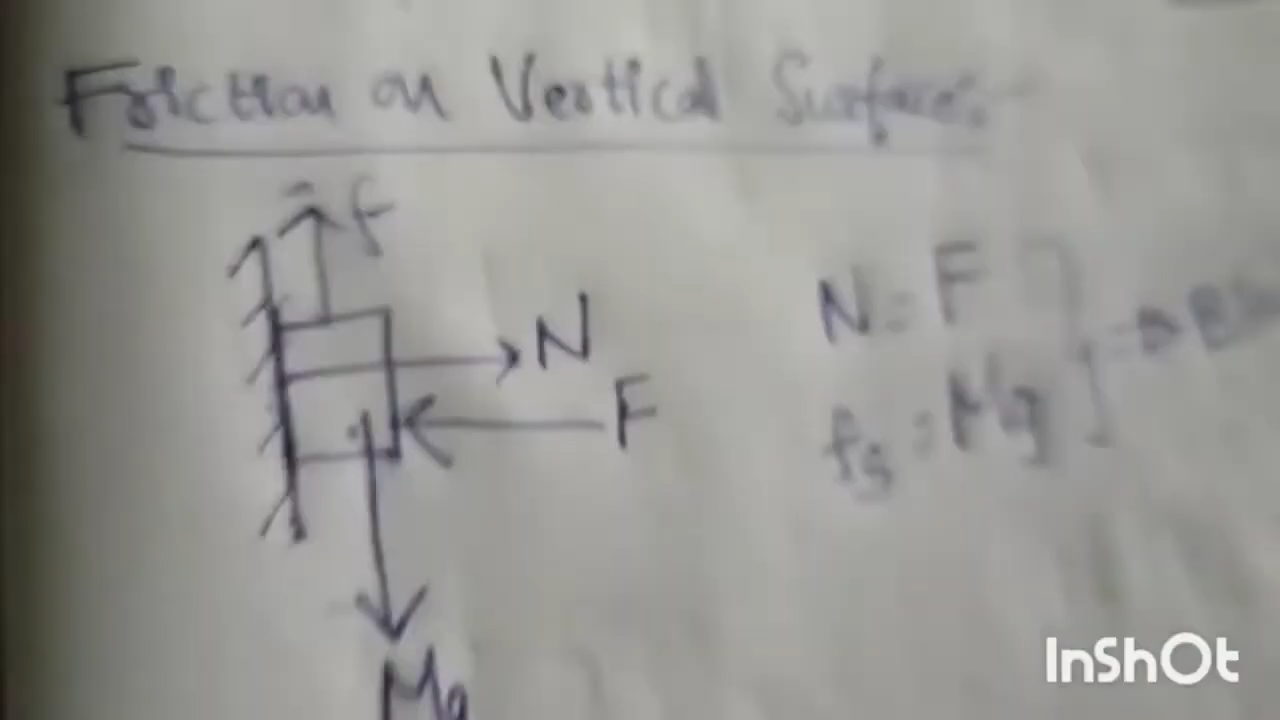 Friction on Vertical Surface.
f
N
F
Mg
N = F
fs = Mg
InShOt